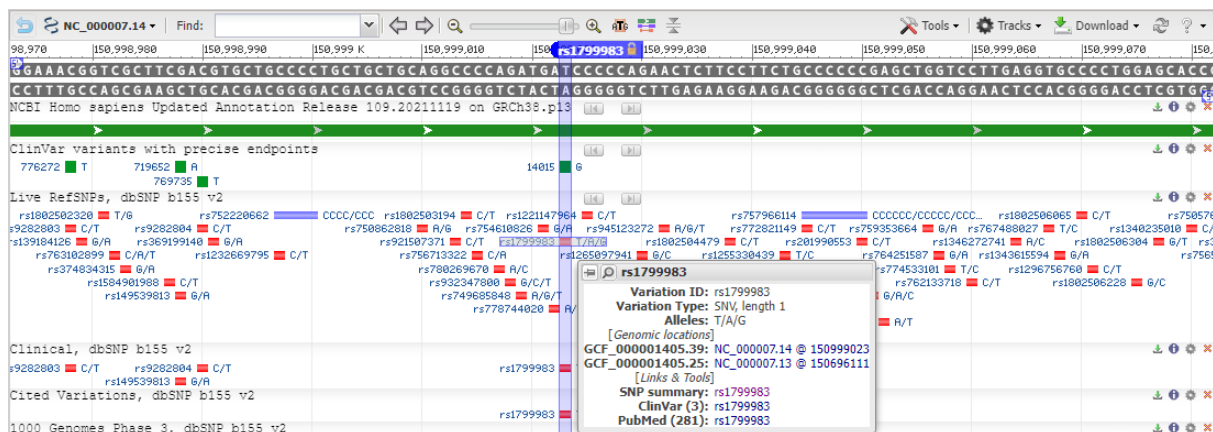 NC_000007.14 Find: Tools Tracks Download ?
98,970 150,998,980 150,998,990 150,999 K 150,999,010 rs1799983 150,999,030 150,999,040 150,999,050 150,999,060 150,999,070
GGAAACGGTCGCTTCGACGTGCTGCCCCTGCTGCTGCAGGCCCCAGATGATCCCCCAGAACTCTTCCTTCTGCCCCCCGAGCTGGTCCTTGAGGTGCCCCTGGAGCACC
CCTTTGCCAGCGAAGCTGCACGACGGGGACGACGACGTCCGGGGTCTACTAGGGGGTCTTGAGAAGGAAGACGGGGGGCTCGACCAGGAACTCCACGGGGACCTCGTG
NCBI Homo sapiens Updated Annotation Release 109.20211119 on GRCh38.p13
ClinVar variants with precise endpoints
776272 T 719652 A 14015 G
769735 T
Live RefSNPs, dbSNP b155 v2
rs1802502320 T/G rs752220662 CCCC/CCC rs1802503194 C/T rs1221147964 C/T rs757966114 CCCCCC/CCCCC/CCC... rs1802506065 C/T rs75057
s9282803 C/T rs9282804 C/T rs750862818 A/G rs754610826 G/A rs945123272 A/G/T rs772821149 C/T rs759353664 G/A rs767488027 T/C rs1340235010 C/
rs139184126 G/A rs369199140 G/A rs921507371 C/T rs1799983 T/A/G rs1802504479 C/T rs201990553 C/T rs1346272741 A/C rs1802506304 G/T
rs763102899 C/A/T rs1232669795 C/T rs756713322 C/A rs1265097941 G/C rs1255330439 T/C rs764251587 G/A rs1343615594 G/A rs756
rs374834315 G/A rs780269670 A/C rs774533101 T/C rs1296756760 C/T
rs1584901988 C/T rs932347800 G/C/T rs762133718 C/T rs1802506228 G/C
rs149539813 G/A rs749685848 A/G/T G/A/C
rs778744020 A/ A/T
rs1799983
Variation ID: rs1799983
Variation Type: SNV, length 1
Alleles: T/A/G
[Genomic locations]
GCF_000001405.39: NC_000007.14 @ 150999023
GCF_000001405.25: NC_000007.13 @ 150696111
[Links & Tools]
SNP summary: rs1799983
ClinVar (3): rs1799983
PubMed (281): rs1799983
Clinical, dbSNP b155 v2
s9282803 C/T rs9282804 C/T rs1799983
rs149539813 G/A
Cited Variations, dbSNP b155 v2
rs1799983
1000 Genomes Phase 3, dbSNP b155 v2